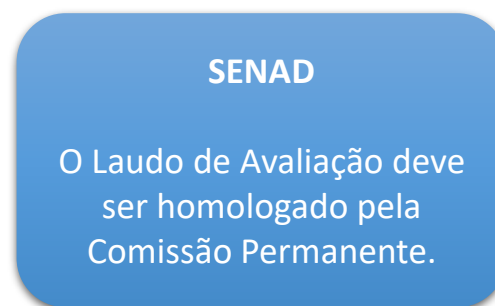 SENAD
O Laudo de Avaliação deve
ser homologado pela
Comissão Permanente.